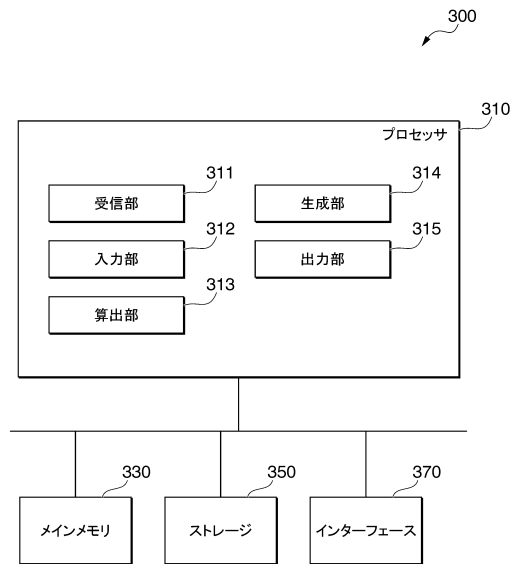 300
310
プロセッサ
311
314
受信部
生成部
312
315
入力部
出力部
313
算出部
330
350
370
メインメモリ
ストレージ
インターフェース